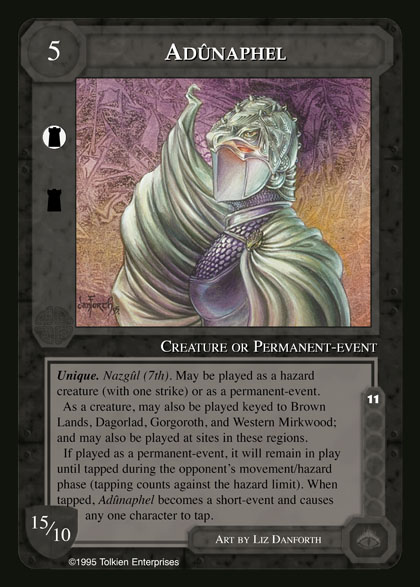 5
ADÛNAPHEL
danforth
CREATURE OR PERMANENT-EVENT
Unique. Nazgûl (7th). May be played as a hazard
creature (with one strike) or as a permanent-event.
As a creature, may also be played keyed to Brown
Lands, Dagorlad, Gorgoroth, and Western Mirkwood;
and may also be played at sites in these regions.
If played as a permanent-event, it will remain in play
until tapped during the opponent's movement/hazard
phase (tapping counts against the hazard limit). When
tapped, Adûnaphel becomes a short-event and causes
any one character to tap.
11
15/10
ART BY LIZ DANFORTH
©1995 Tolkien Enterprises